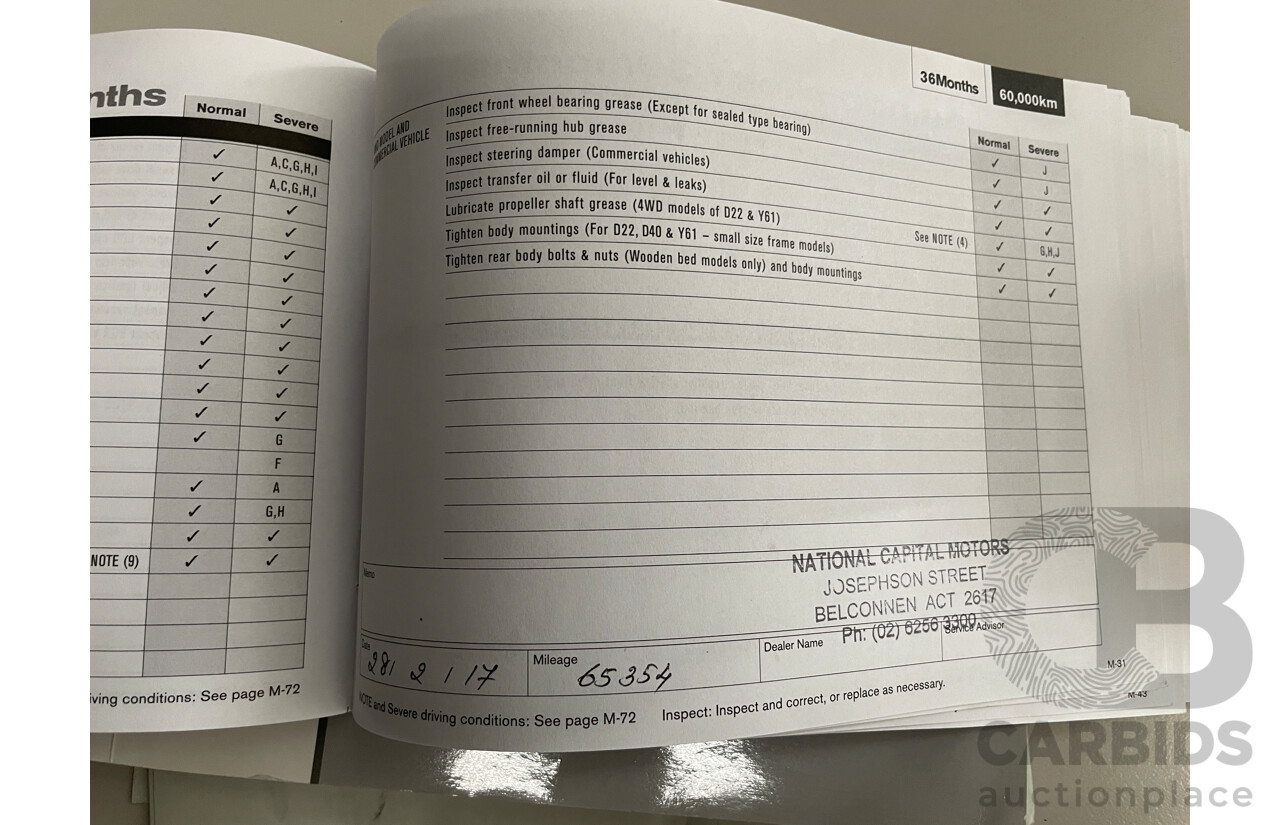 nths
Normal Severe
✓ A,C,G,H,I
✓ A,C,G,H,I
✓ ✓
✓ ✓
✓ ✓
✓ ✓
✓ ✓
✓ ✓
✓ ✓
✓ ✓
✓ ✓
✓ ✓
✓ G
F
✓ A
✓ G,H
✓ ✓
NOTE (9) ✓ ✓
iving conditions: See page M-72
36Months 60,000km
Normal Severe
MODEL AND
COMMERCIAL VEHICLE
Inspect front wheel bearing grease (Except for sealed type bearing) ✓ J
Inspect free-running hub grease ✓ J
Inspect steering damper (Commercial vehicles) ✓ ✓
Inspect transfer oil or fluid (For level & leaks) ✓ ✓
Lubricate propeller shaft grease (4WD models of D22 & Y61) See NOTE (4) ✓ G,H,J
Tighten body mountings (For D22, D40 & Y61 – small size frame models) ✓ ✓
Tighten rear body bolts & nuts (Wooden bed models only) and body mountings ✓ ✓
Memo
NATIONAL CAPITAL MOTORS
JOSEPHSON STREET
BELCONNEN ACT 2617
Ph: (02) 6256 3300
Date 28/ 2 / 17
Mileage 65354
Dealer Name
Service Advisor
NOTE and Severe driving conditions: See page M-72 Inspect: Inspect and correct, or replace as necessary.
M-31
M-43
CB
CARBIDS
auctionplace